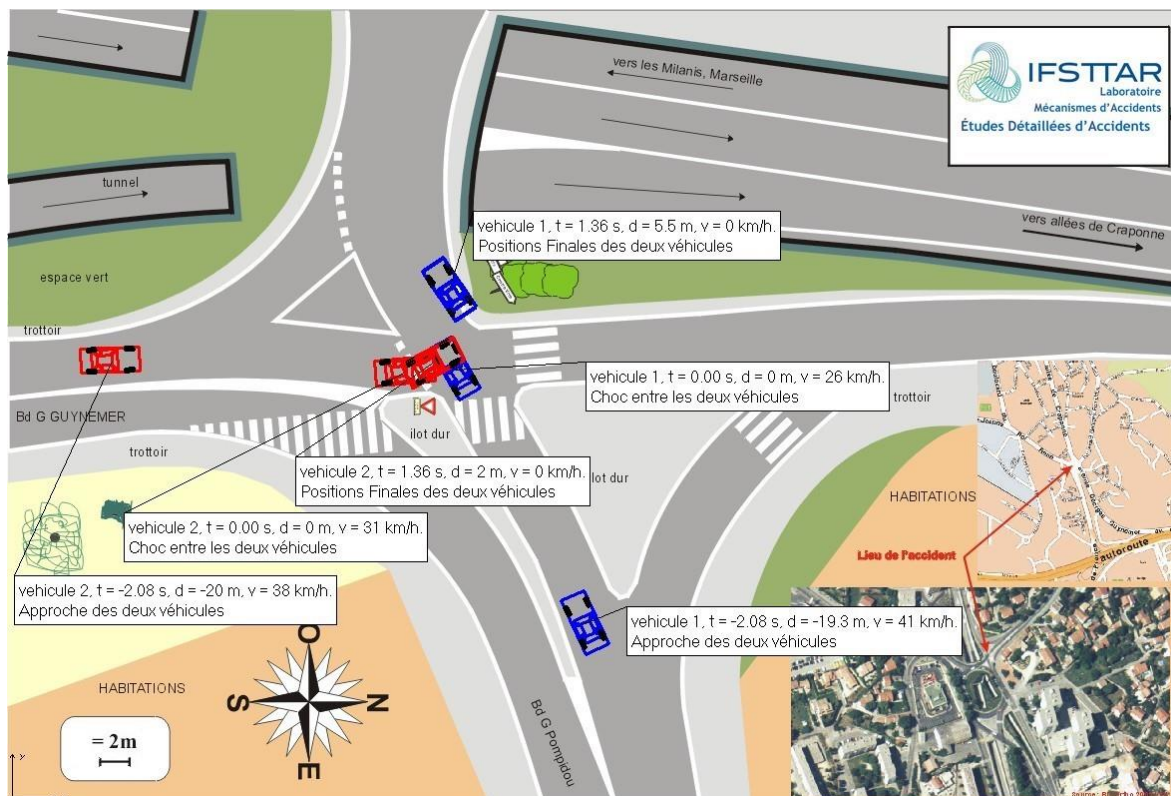 IFSTTAR
Laboratoire
Mécanismes d'Accidents
Études Détaillées d'Accidents
vers les Milanis, Marseille
tunnel
vers allées de Craponne
vehicule 1, t = 1.36 s, d = 5.5 m, v = 0 km/h.
Positions Finales des deux véhicules
espace vert
trottoir
vehicule 1, t = 0.00 s, d = 0 m, v = 26 km/h.
Choc entre les deux véhicules
trottoir
Bd G GUYNEMER
ilot dur
trottoir
vehicule 2, t = 1.36 s, d = 2 m, v = 0 km/h.
Positions Finales des deux véhicules
lot dur
HABITATIONS
vehicule 2, t = 0.00 s, d = 0 m, v = 31 km/h.
Choc entre les deux véhicules
Lieu de l'accident
autoroute
vehicule 2, t = -2.08 s, d = -20 m, v = 38 km/h.
Approche des deux véhicules
vehicule 1, t = -2.08 s, d = -19.3 m, v = 41 km/h.
Approche des deux véhicules
O
S
N
E
HABITATIONS
Bd G Pompidou
= 2m